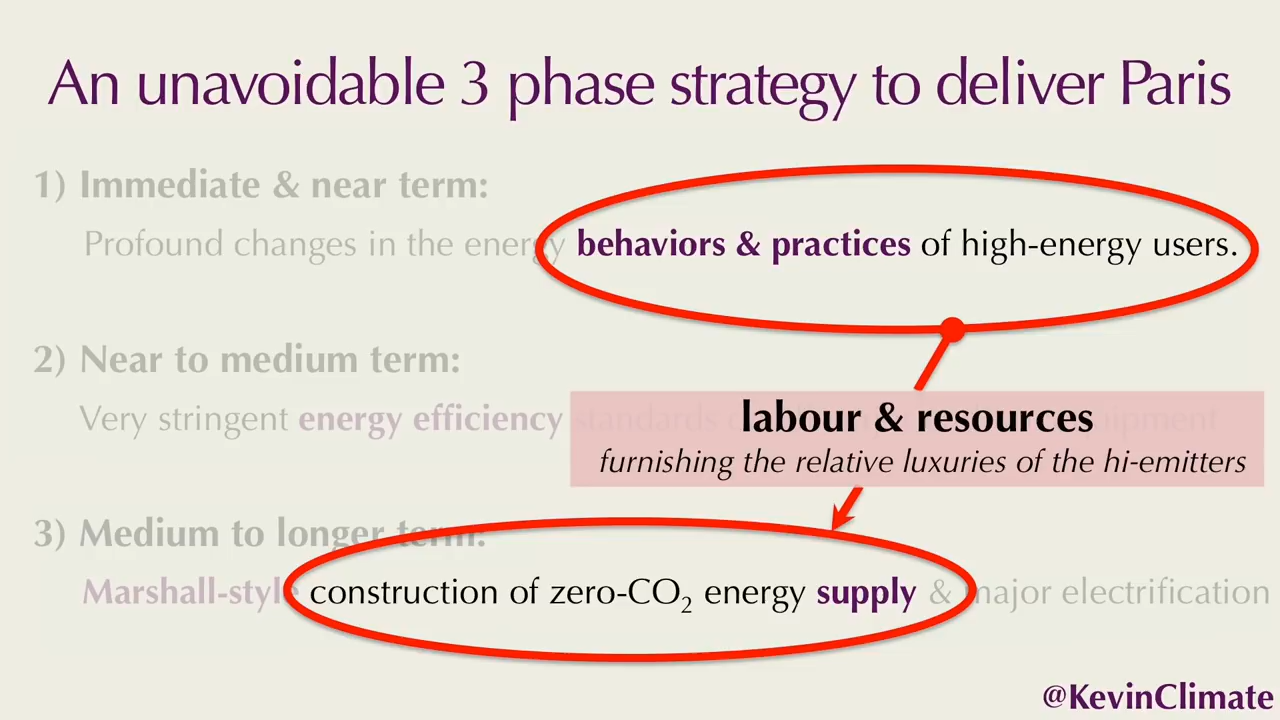 An unavoidable 3 phase strategy to deliver Paris
1) Immediate & near term:
Profound changes in the energy behaviors & practices of high-energy users.
2) Near to medium term:
Very stringent energy efficiency standards
labour & resources
furnishing the relative luxuries of the hi-emitters
3) Medium to longer term:
Marshall-style construction of zero-CO₂ energy supply & major electrification
@KevinClimate